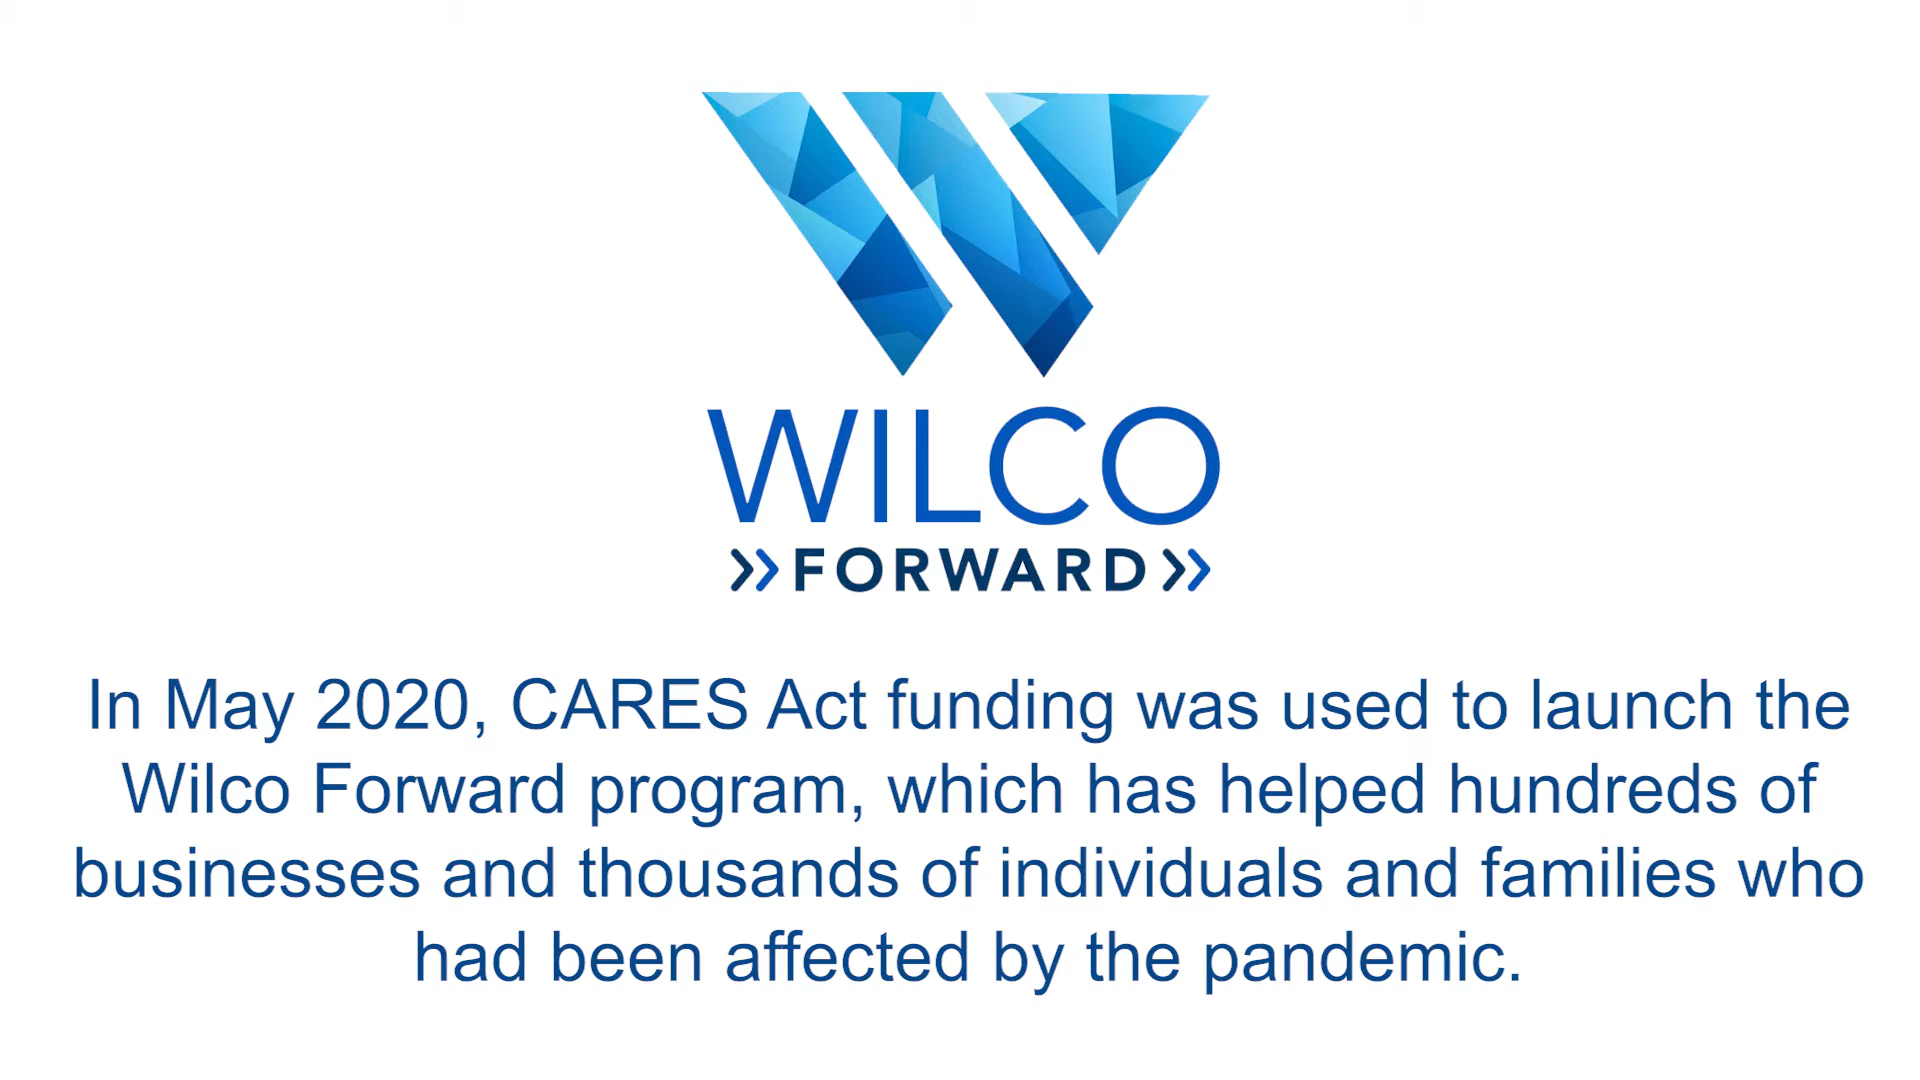 WILCO
»FORWARD»
In May 2020, CARES Act funding was used to launch the
Wilco Forward program, which has helped hundreds of
businesses and thousands of individuals and families who
had been affected by the pandemic.